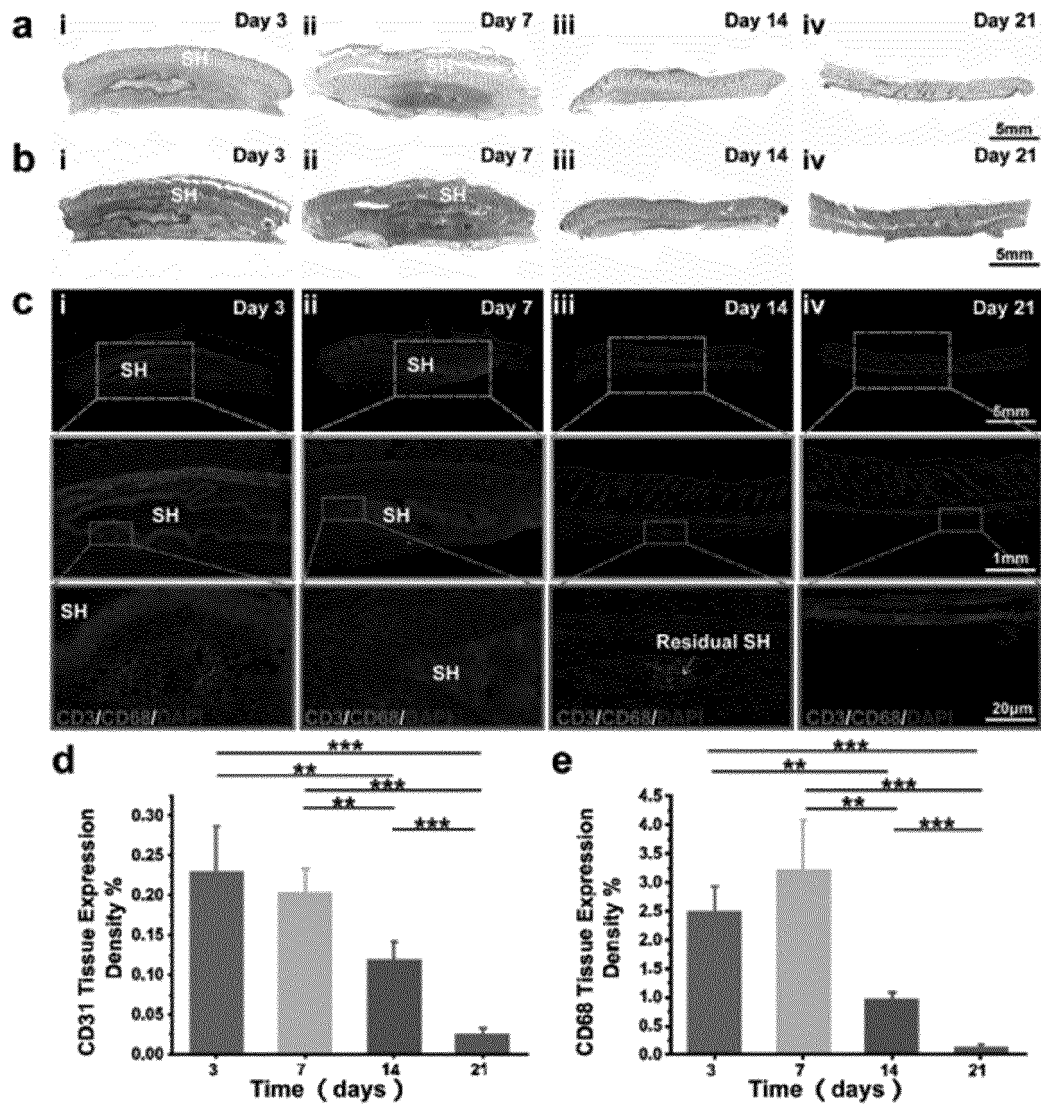 a i Day 3 ii Day 7 iii Day 14 iv Day 21
SH SH
5mm
b i Day 3 ii Day 7 iii Day 14 iv Day 21
SH SH
5mm
c i Day 3 ii Day 7 iii Day 14 iv Day 21
SH SH
5mm
SH SH
1mm
SH SH Residual SH
CD3/CD68/DAPI CD3/CD68/DAPI CD3/CD68/DAPI CD3/CD68/DAPI
20μm
d
***
**
***
**
***
CD31 Tissue Expression
Density %
0.30
0.25
0.20
0.15
0.10
0.05
0.00
3 7 14 21
Time ( days )
e
***
**
***
**
***
CD68 Tissue Expression
Density %
4.5
4.0
3.5
3.0
2.5
2.0
1.5
1.0
0.5
0.0
3 7 14 21
Time ( days )